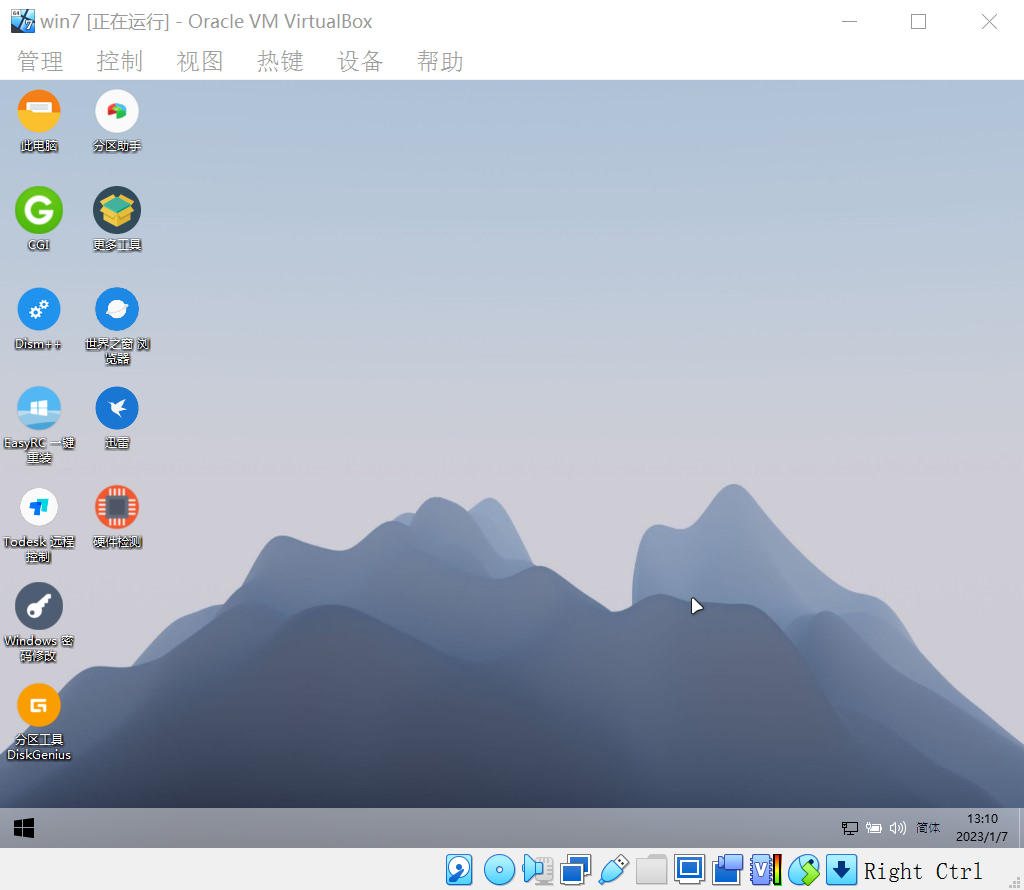 win7 [正在运行] - Oracle VM VirtualBox
管理 控制 视图 热键 设备 帮助
此电脑 分区助手
CGI 更多工具
Dism++ 世界之窗 浏
览器
EasyRC 一键
重装
迅雷
Todesk 远程
控制
硬件检测
Windows 密
码修改
分区工具
DiskGenius
简体
13:10
2023/1/7
Right Ctrl